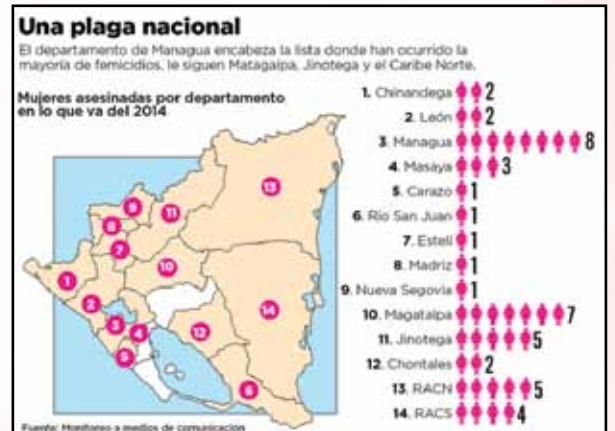 Una plaga nacional
El departamento de Managua encabeza la lista donde han ocurrido la
mayoría de femicidios, le siguen Matagalpa, Jinotega y el Caribe Norte.
Mujeres asesinadas por departamento
en lo que va del 2014
1. Chinandega 2
2. León 2
3. Managua 8
4. Masaya 3
5. Carazo 1
6. Río San Juan 1
7. Estelí 1
8. Madriz 1
9. Nueva Segovia 1
10. Magatalpa 7
11. Jinotega 5
12. Chontales 2
13. RACN 5
14. RACS 4
13
9
11
8
7
10
1
2
14
3
4
12
5
6
Fuente: Monitoreo a medios de comunicación